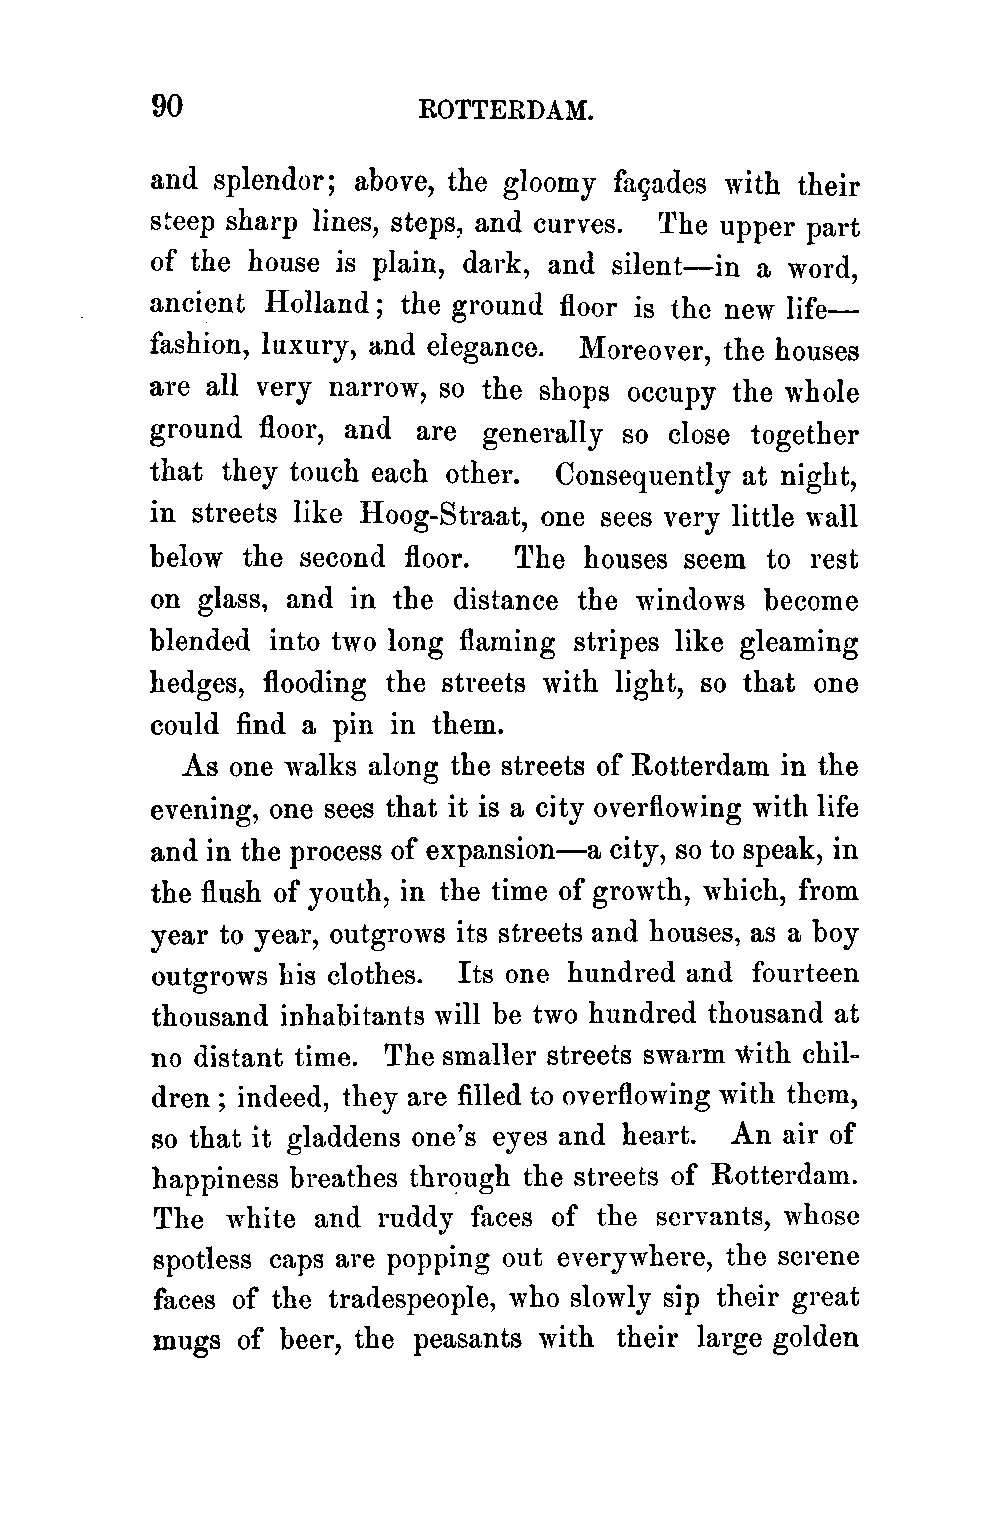 90 ROTTERDAM.
and splendor; above, the gloomy façades with their
steep sharp lines, steps, and curves. The upper part
of the house is plain, dark, and silent—in a word,
ancient Holland; the ground floor is the new life—
fashion, luxury, and elegance. Moreover, the houses
are all very narrow, so the shops occupy the whole
ground floor, and are generally so close together
that they touch each other. Consequently at night,
in streets like Hoog-Straat, one sees very little wall
below the second floor. The houses seem to rest
on glass, and in the distance the windows become
blended into two long flaming stripes like gleaming
hedges, flooding the streets with light, so that one
could find a pin in them.
As one walks along the streets of Rotterdam in the
evening, one sees that it is a city overflowing with life
and in the process of expansion—a city, so to speak, in
the flush of youth, in the time of growth, which, from
year to year, outgrows its streets and houses, as a boy
outgrows his clothes. Its one hundred and fourteen
thousand inhabitants will be two hundred thousand at
no distant time. The smaller streets swarm with chil-
dren; indeed, they are filled to overflowing with them,
so that it gladdens one's eyes and heart. An air of
happiness breathes through the streets of Rotterdam.
The white and ruddy faces of the servants, whose
spotless caps are popping out everywhere, the serene
faces of the tradespeople, who slowly sip their great
mugs of beer, the peasants with their large golden